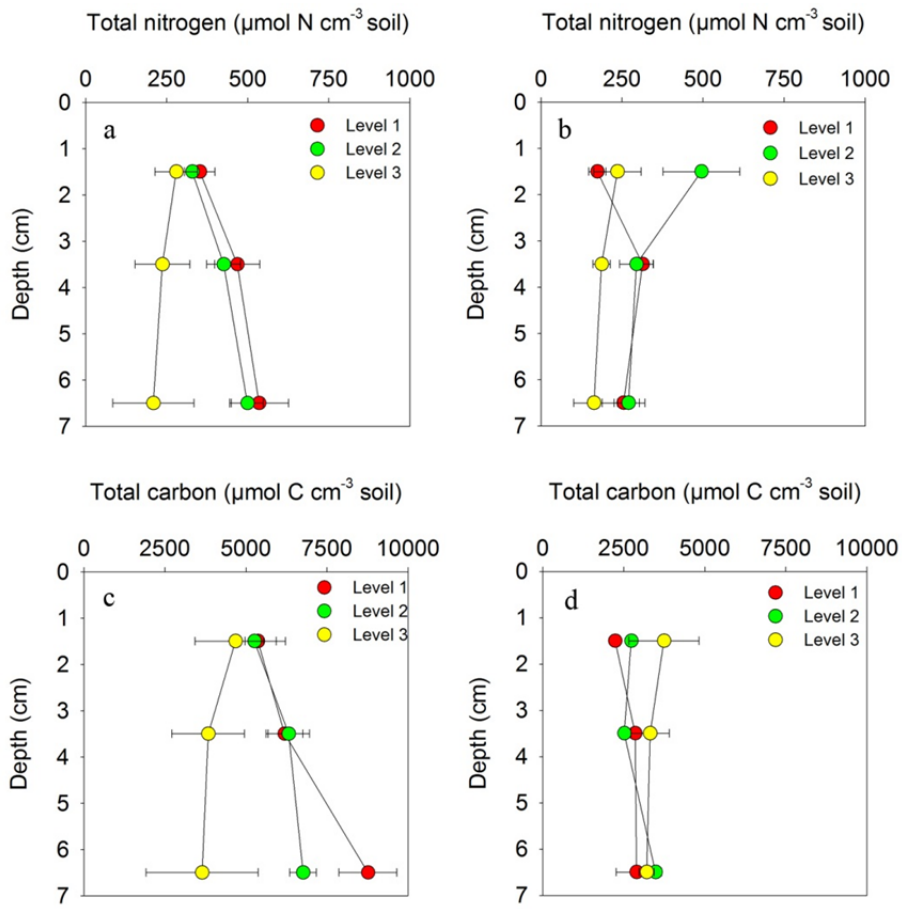 Total nitrogen (µmol N cm⁻³ soil)
0 250 500 750 1000
0
1
2
3
4
5
6
7
Depth (cm)
a
Level 1
Level 2
Level 3
Total nitrogen (µmol N cm⁻³ soil)
0 250 500 750 1000
0
1
2
3
4
5
6
7
Depth (cm)
b
Level 1
Level 2
Level 3
Total carbon (µmol C cm⁻³ soil)
0 2500 5000 7500 10000
0
1
2
3
4
5
6
7
Depth (cm)
c
Level 1
Level 2
Level 3
Total carbon (µmol C cm⁻³ soil)
0 2500 5000 7500 10000
0
1
2
3
4
5
6
7
Depth (cm)
d
Level 1
Level 2
Level 3